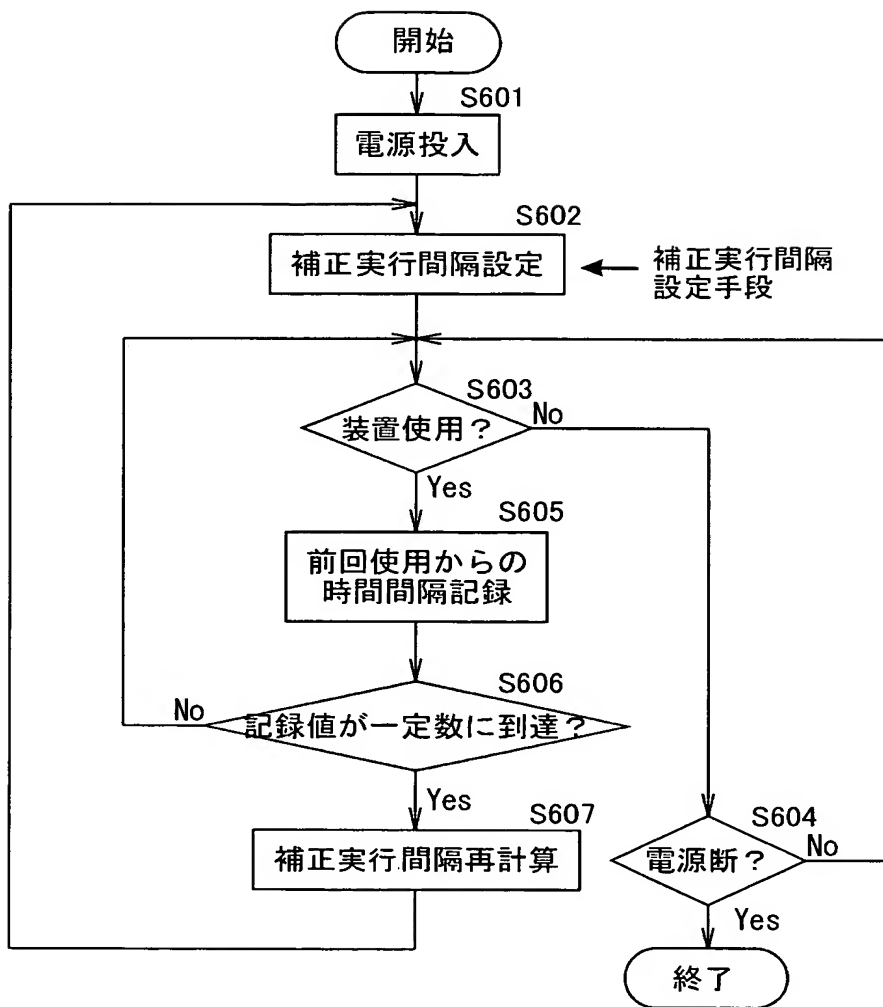 開始
S601
電源投入
S602
補正実行間隔設定
補正実行間隔
設定手段
S603
装置使用？
No
Yes
S605
前回使用からの
時間間隔記録
S606
No
記録値が一定数に到達？
Yes
S607
補正実行間隔再計算
S604
電源断？
No
Yes
終了